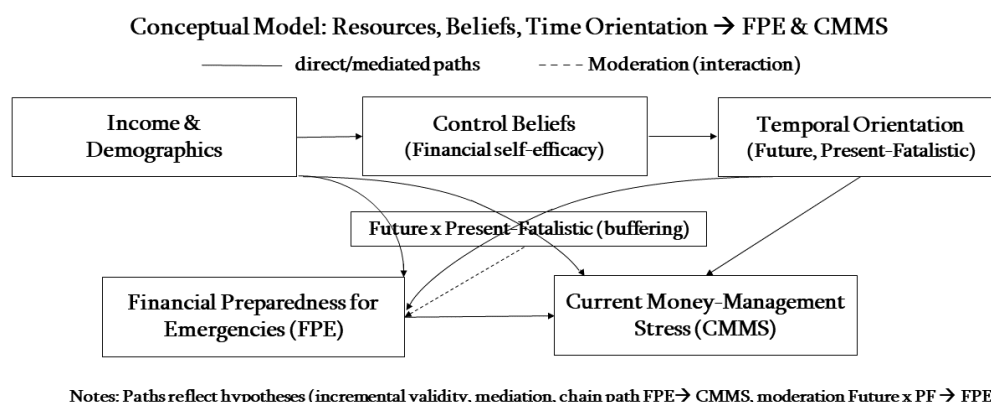 Conceptual Model: Resources, Beliefs, Time Orientation → FPE & CMMS
direct/mediated paths
Moderation (interaction)
Income &
Demographics
Control Beliefs
(Financial self-efficacy)
Temporal Orientation
(Future, Present-Fatalistic)
Future x Present-Fatalistic (buffering)
Financial Preparedness for
Emergencies (FPE)
Current Money-Management
Stress (CMMS)
Notes: Paths reflect hypotheses (incremental validity, mediation, chain path FPE→ CMMS, moderation Future x PF → FPE